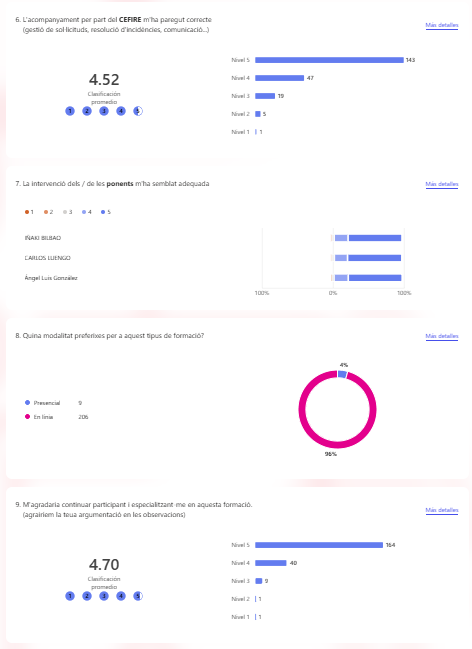 6. L'acompanyament per part del CEFIRE m'ha paregut correcte
(gestió de sol·licituds, resolució d'incidències, comunicació...)
Más detalles
4.52
Clasificación
promedio
1 2 3 4 5
Nivel 5 143
Nivel 4 47
Nivel 3 19
Nivel 2 5
Nivel 1 1
7. La intervenció dels / de les ponents m'ha semblat adequada
Más detalles
1 2 3 4 5
IÑAKI BILBAO
CARLOS LUENGO
Ángel Luis González
100% 0% 100%
8. Quina modalitat preferixes per a aquest tipus de formació?
Más detalles
Presencial 9
En línia 206
4%
96%
9. M'agradaria continuar participant i especialitzant-me en aquesta formació.
(agrairiem la teua argumentació en les observacions)
Más detalles
4.70
Clasificación
promedio
1 2 3 4 5
Nivel 5 164
Nivel 4 40
Nivel 3 9
Nivel 2 1
Nivel 1 1